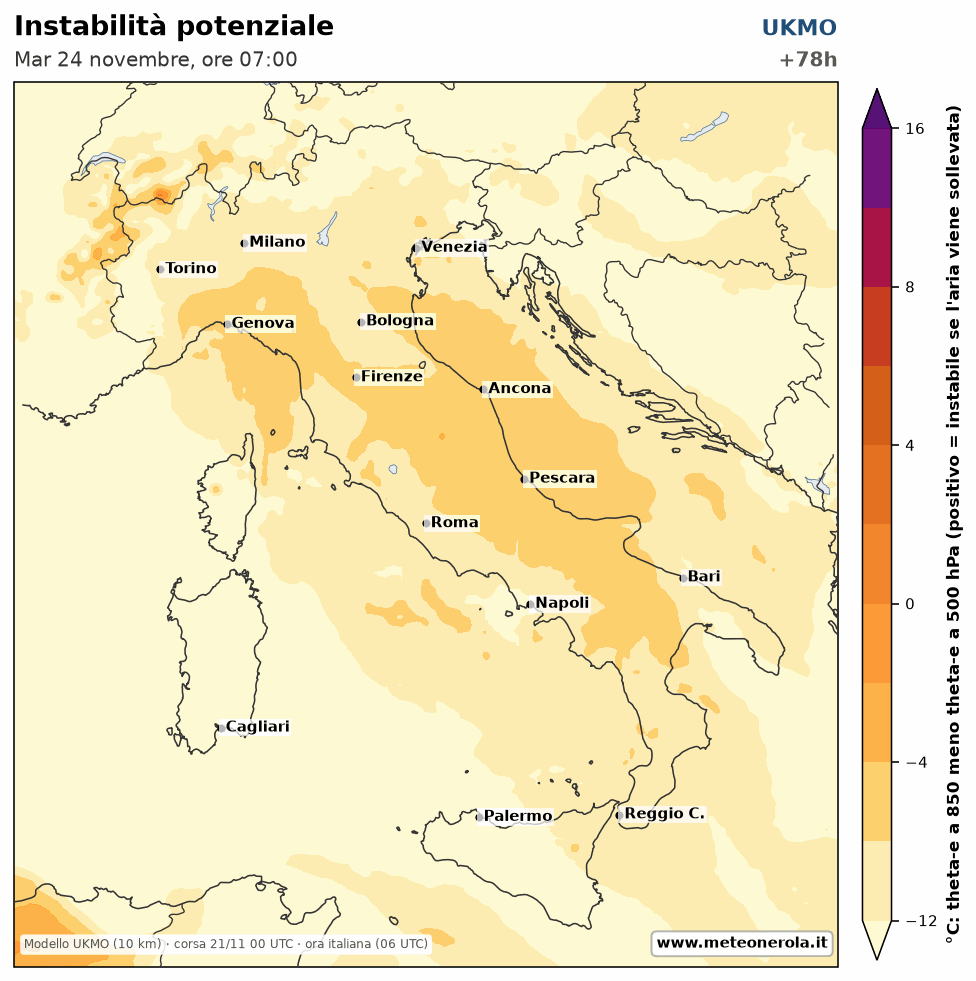 Instabilità potenziale
UKMO
Mar 24 novembre, ore 07:00
+78h
Milano
Venezia
Torino
Genova
Bologna
Firenze
Ancona
Pescara
Roma
Bari
Napoli
Cagliari
Palermo
Reggio C.
16
8
4
0
−4
−12
°C: theta-e a 850 meno theta-e a 500 hPa (positivo = instabile se l'aria viene sollevata)
Modello UKMO (10 km) · corsa 21/11 00 UTC · ora italiana (06 UTC)
www.meteonerola.it